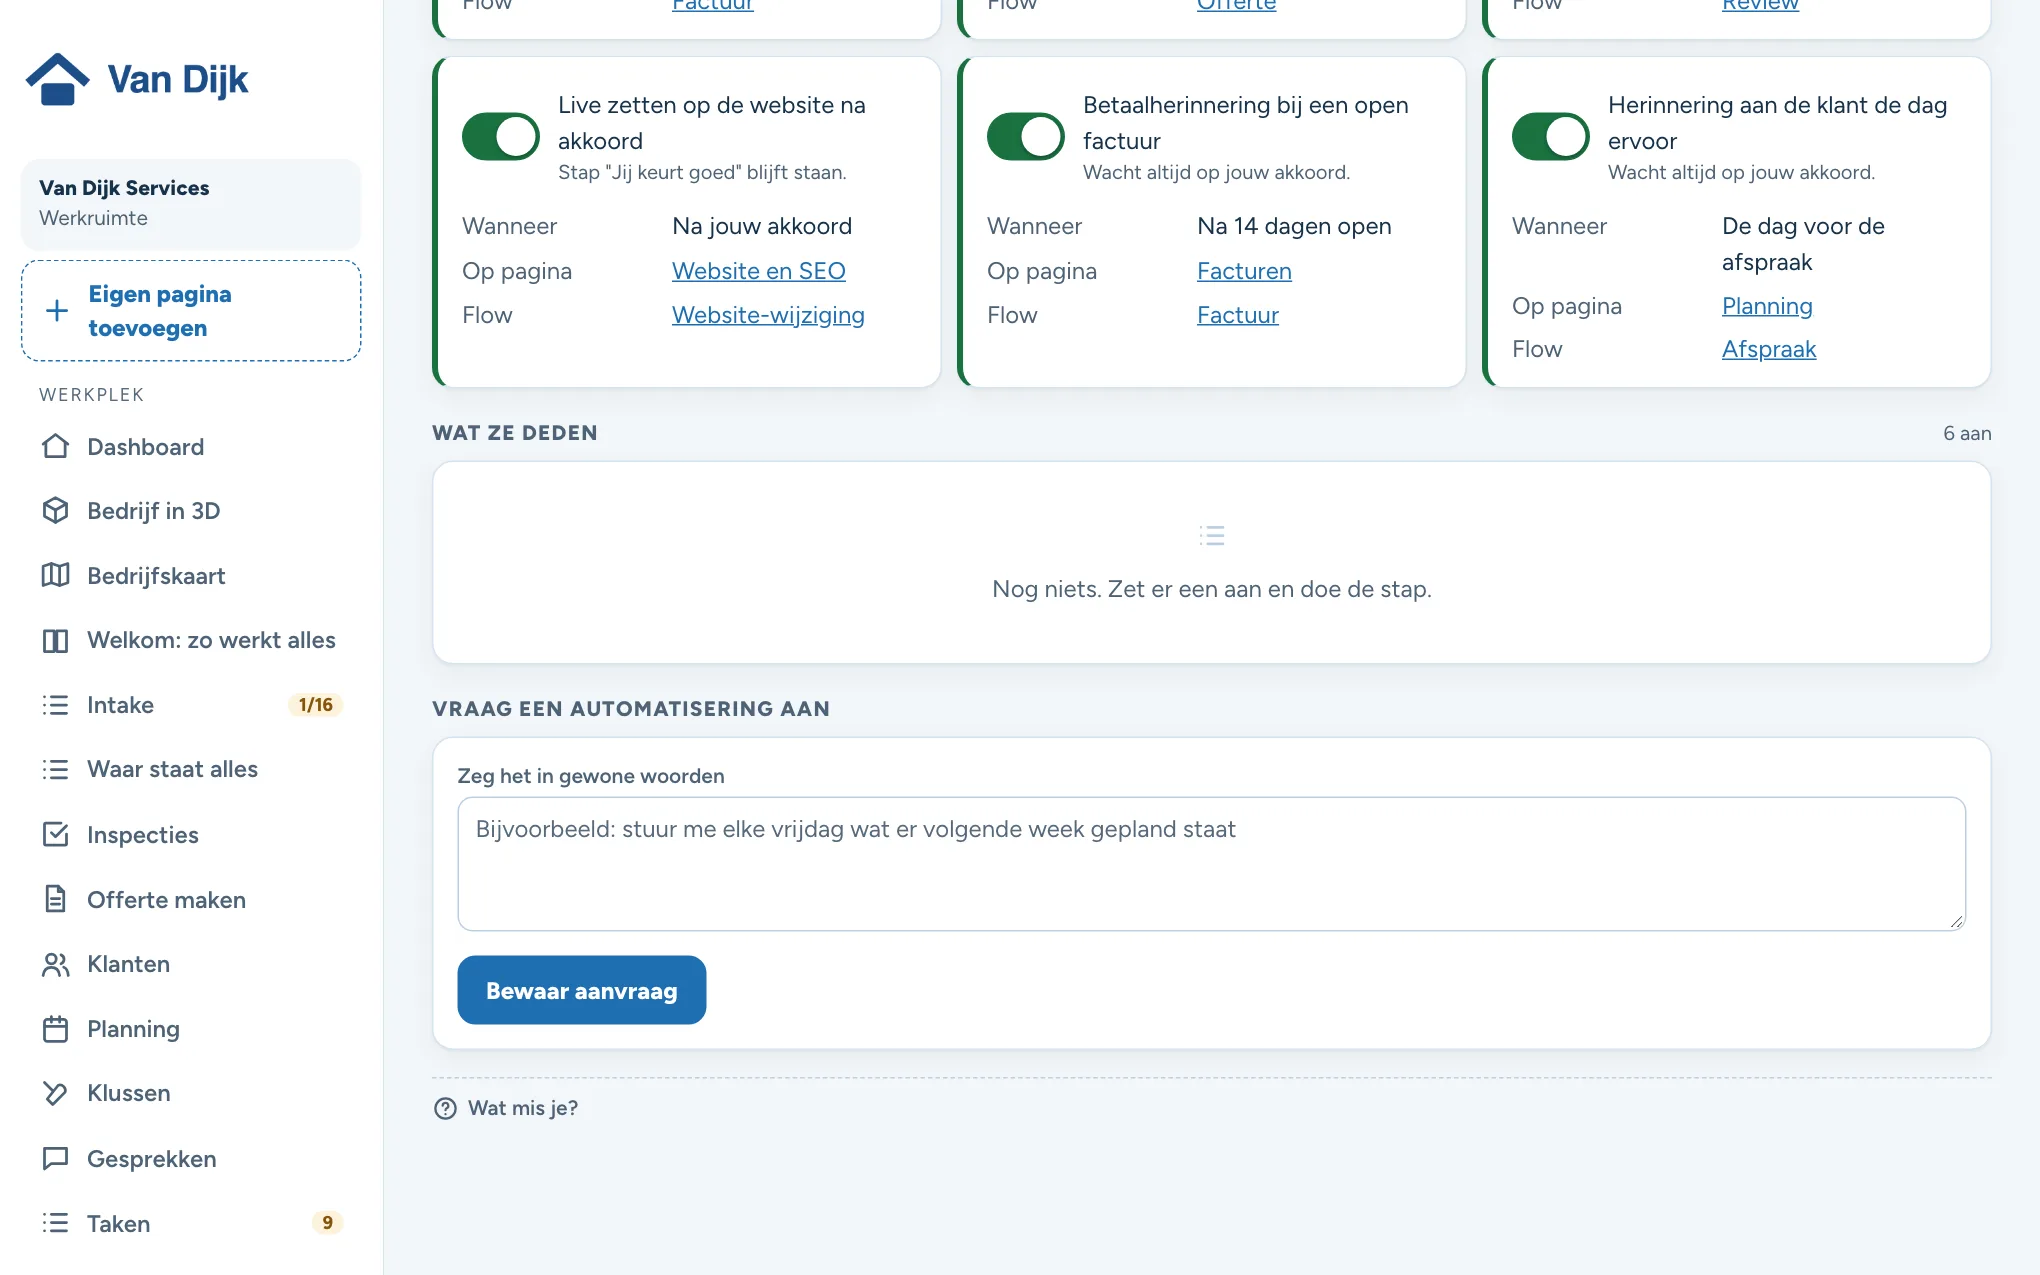 Van Dijk
Van Dijk Services
Werkruimte
Eigen pagina
toevoegen
WERKPLEK
Dashboard
Bedrijf in 3D
Bedrijfskaart
Welkom: zo werkt alles
Intake 1/16
Waar staat alles
Inspecties
Offerte maken
Klanten
Planning
Klussen
Gesprekken
Taken 9
Flow Factuur
Flow Offerte
Flow Review
Live zetten op de website na
akkoord
Stap "Jij keurt goed" blijft staan.
Wanneer Na jouw akkoord
Op pagina Website en SEO
Flow Website-wijziging
Betaalherinnering bij een open
factuur
Wacht altijd op jouw akkoord.
Wanneer Na 14 dagen open
Op pagina Facturen
Flow Factuur
Herinnering aan de klant de dag
ervoor
Wacht altijd op jouw akkoord.
Wanneer De dag voor de
afspraak
Op pagina Planning
Flow Afspraak
WAT ZE DEDEN 6 aan
Nog niets. Zet er een aan en doe de stap.
VRAAG EEN AUTOMATISERING AAN
Zeg het in gewone woorden
Bijvoorbeeld: stuur me elke vrijdag wat er volgende week gepland staat
Bewaar aanvraag
Wat mis je?